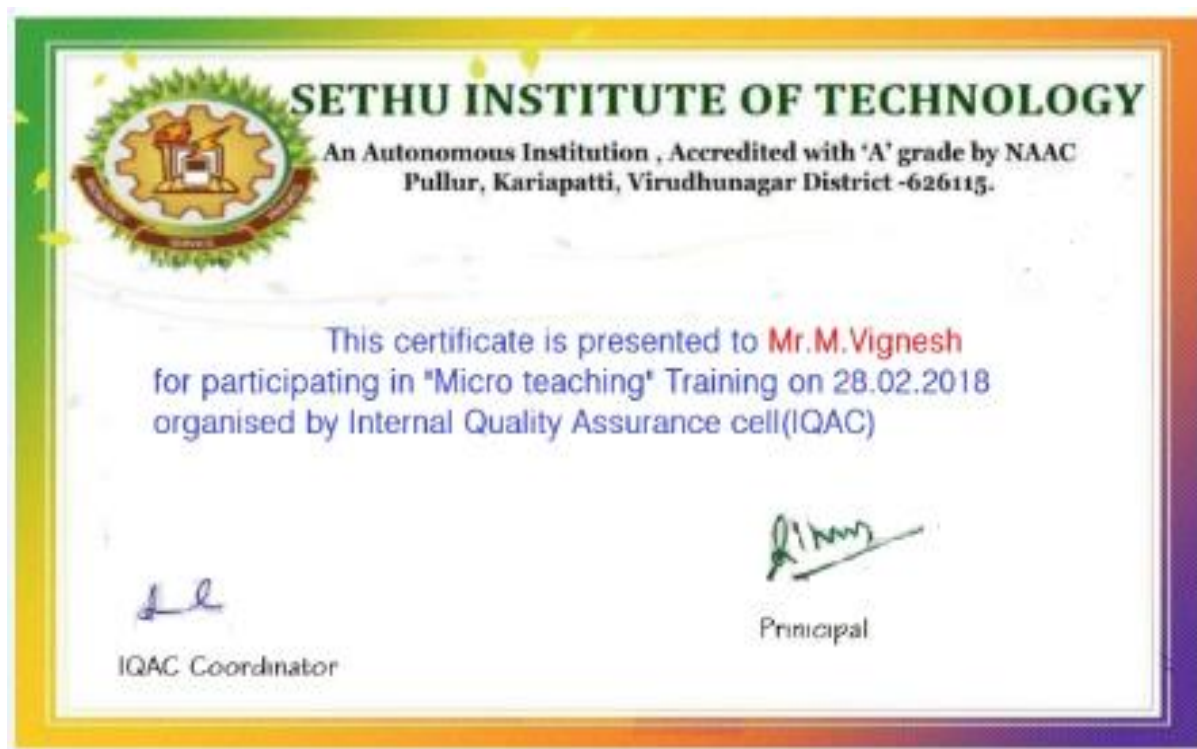 SETHU INSTITUTE OF TECHNOLOGY
An Autonomous Institution , Accredited with 'A' grade by NAAC
Pullur, Kariapatti, Virudhunagar District -626115.
SERVICE
This certificate is presented to Mr.M.Vignesh
for participating in "Micro teaching" Training on 28.02.2018
organised by Internal Quality Assurance cell(IQAC)
Prinicipal
IQAC Coordinator